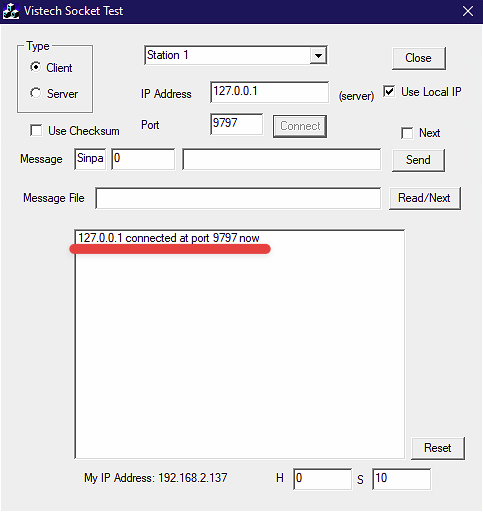 Vistech Socket Test
Type
Client
Server
Station 1
Close
IP Address 127.0.0.1 (server) Use Local IP
Use Checksum
Port 9797 Connect
Next
Message Sinpa 0 Send
Message File Read/Next
127.0.0.1 connected at port 9797 now
Reset
My IP Address: 192.168.2.137 H 0 S 10